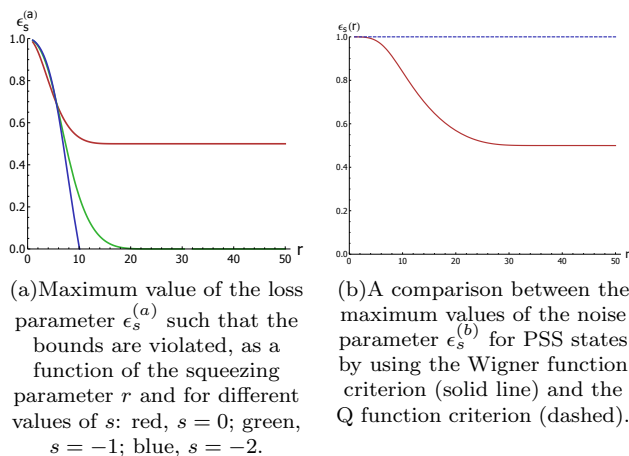 ϵ_s^(a)
1.0
0.8
0.6
0.4
0.2
0.0
0 10 20 30 40 50
r
ϵ_s(r)
1.0
0.8
0.6
0.4
0.2
0.0
0 10 20 30 40 50
r
(a)Maximum value of the loss
parameter ϵ_s^(a) such that the
bounds are violated, as a
function of the squeezing
parameter r and for different
values of s: red, s = 0; green,
s = −1; blue, s = −2.
(b)A comparison between the
maximum values of the noise
parameter ϵ_s^(b) for PSS states
by using the Wigner function
criterion (solid line) and the
Q function criterion (dashed).